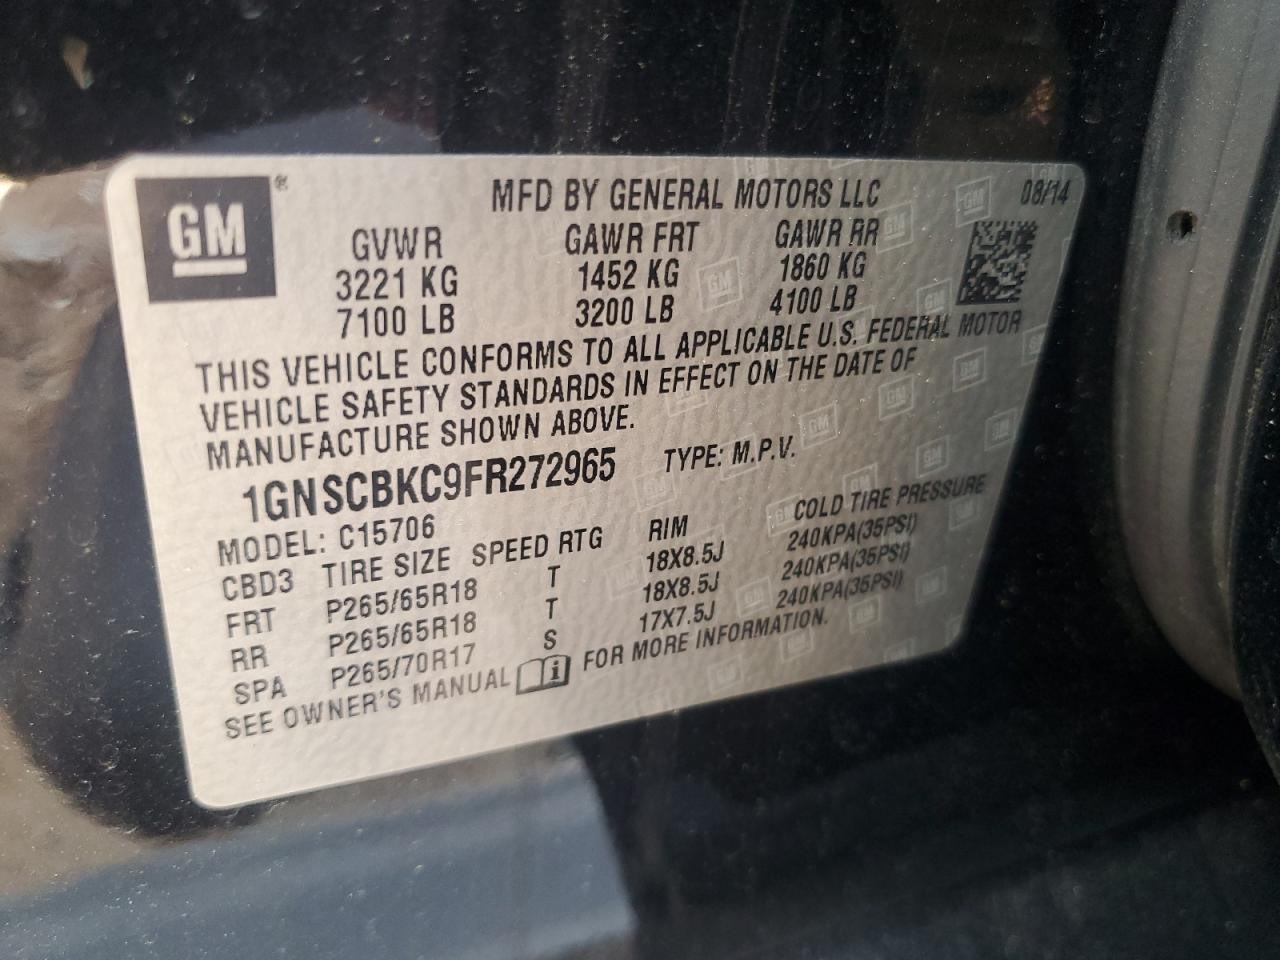 GM ®
MFD BY GENERAL MOTORS LLC 08/14
GVWR GAWR FRT GAWR RR
3221 KG 1452 KG 1860 KG
7100 LB 3200 LB 4100 LB
THIS VEHICLE CONFORMS TO ALL APPLICABLE U.S. FEDERAL MOTOR
VEHICLE SAFETY STANDARDS IN EFFECT ON THE DATE OF
MANUFACTURE SHOWN ABOVE.
1GNSCBKC9FR272965 TYPE: M.P.V.
MODEL: C15706
CBD3 TIRE SIZE SPEED RTG RIM COLD TIRE PRESSURE
FRT P265/65R18 T 18X8.5J 240KPA(35PSI)
RR P265/65R18 T 18X8.5J 240KPA(35PSI)
SPA P265/70R17 S 17X7.5J 240KPA(35PSI)
SEE OWNER'S MANUAL i FOR MORE INFORMATION.